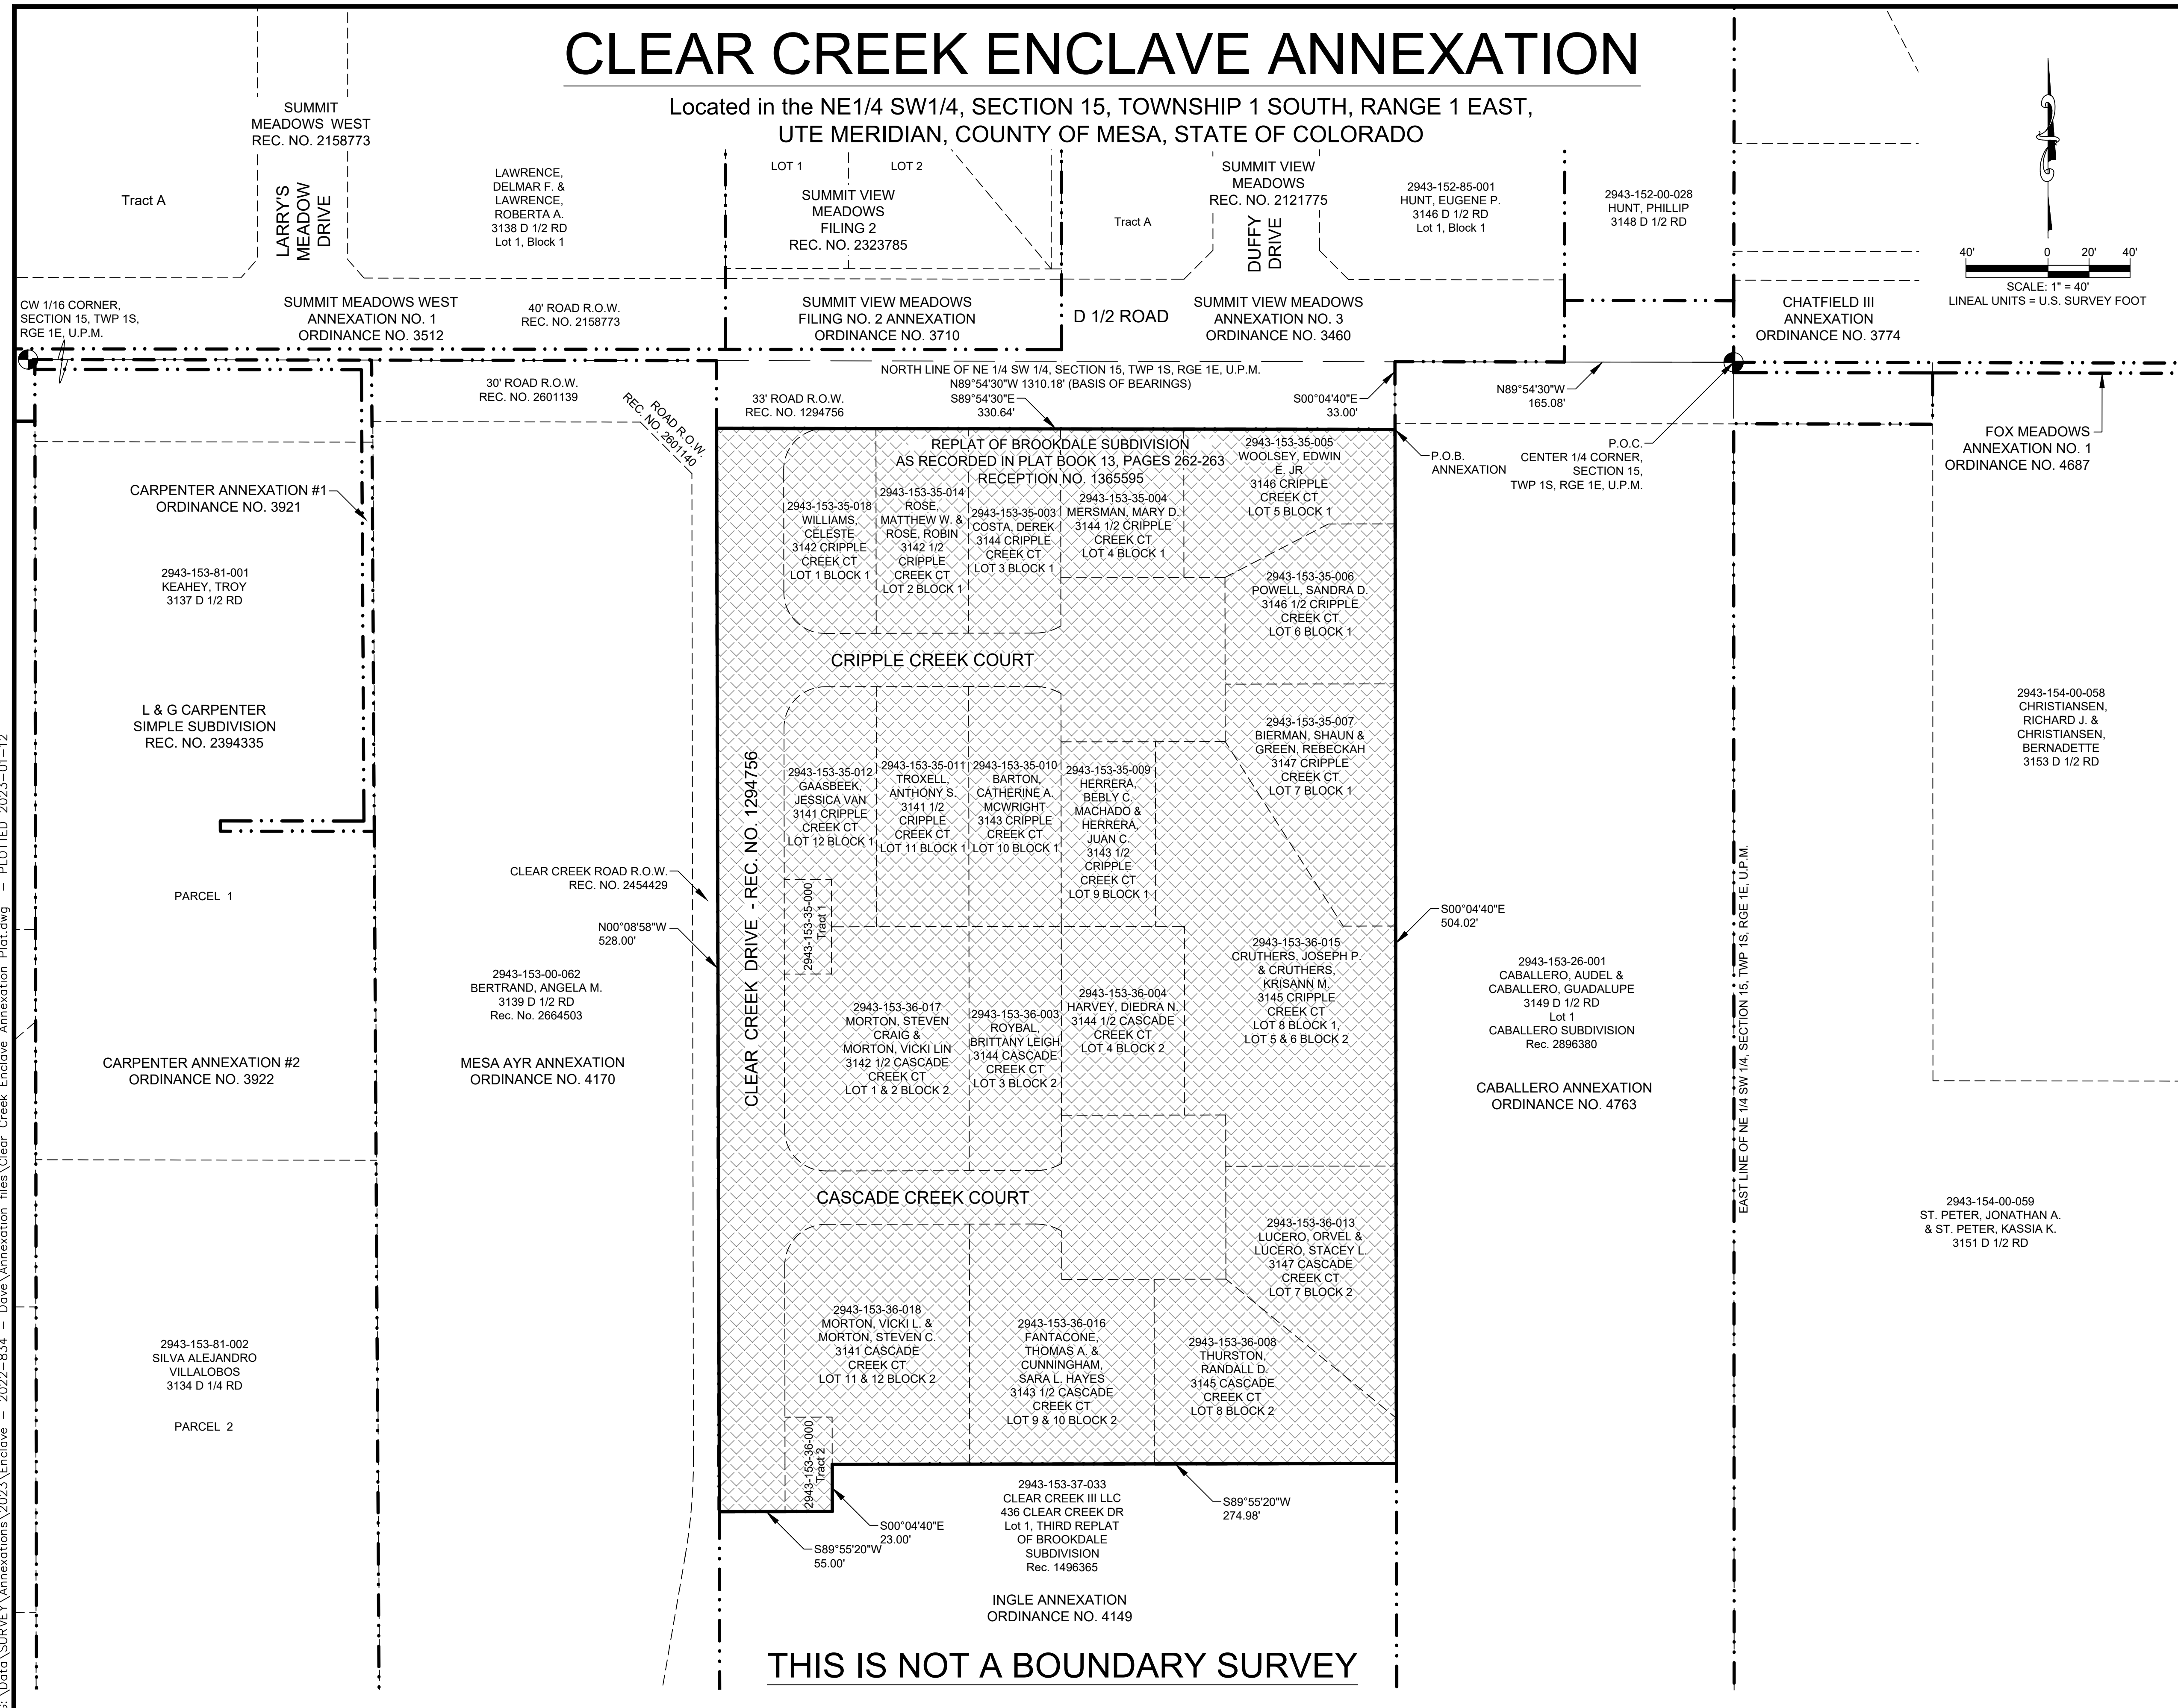 CLEAR CREEK ENCLAVE ANNEXATION
Located in the NE1/4 SW1/4, SECTION 15, TOWNSHIP 1 SOUTH, RANGE 1 EAST,
UTE MERIDIAN, COUNTY OF MESA, STATE OF COLORADO
SUMMIT
MEADOWS WEST
REC. NO. 2158773
Tract A
LARRY'S
MEADOW
DRIVE
LAWRENCE,
DELMAR F. &
LAWRENCE,
ROBERTA A.
3138 D 1/2 RD
Lot 1, Block 1
LOT 1
LOT 2
SUMMIT VIEW
MEADOWS
FILING 2
REC. NO. 2323785
Tract A
SUMMIT VIEW
MEADOWS
REC. NO. 2121775
DUFFY
DRIVE
2943-152-85-001
HUNT, EUGENE P.
3146 D 1/2 RD
Lot 1, Block 1
2943-152-00-028
HUNT, PHILLIP
3148 D 1/2 RD
40'
0
20'
40'
SCALE: 1" = 40'
LINEAL UNITS = U.S. SURVEY FOOT
CW 1/16 CORNER,
SECTION 15, TWP 1S,
RGE 1E, U.P.M.
SUMMIT MEADOWS WEST
ANNEXATION NO. 1
ORDINANCE NO. 3512
40' ROAD R.O.W.
REC. NO. 2158773
SUMMIT VIEW MEADOWS
FILING NO. 2 ANNEXATION
ORDINANCE NO. 3710
D 1/2 ROAD
SUMMIT VIEW MEADOWS
ANNEXATION NO. 3
ORDINANCE NO. 3460
CHATFIELD III
ANNEXATION
ORDINANCE NO. 3774
NORTH LINE OF NE 1/4 SW 1/4, SECTION 15, TWP 1S, RGE 1E, U.P.M.
N89°54'30"W 1310.18' (BASIS OF BEARINGS)
30' ROAD R.O.W.
REC. NO. 2601139
ROAD R.O.W.
REC. NO. 2601140
33' ROAD R.O.W.
REC. NO. 1294756
S89°54'30"E
330.64'
S00°04'40"E
33.00'
N89°54'30"W
165.08'
P.O.B.
ANNEXATION
P.O.C.
CENTER 1/4 CORNER,
SECTION 15,
TWP 1S, RGE 1E, U.P.M.
FOX MEADOWS
ANNEXATION NO. 1
ORDINANCE NO. 4687
CARPENTER ANNEXATION #1
ORDINANCE NO. 3921
REPLAT OF BROOKDALE SUBDIVISION
AS RECORDED IN PLAT BOOK 13, PAGES 262-263
RECEPTION NO. 1365595
2943-153-35-018
WILLIAMS,
CELESTE
3142 CRIPPLE
CREEK CT
LOT 1 BLOCK 1
2943-153-35-014
ROSE,
MATTHEW W. &
ROSE, ROBIN
3142 1/2
CRIPPLE
CREEK CT
LOT 2 BLOCK 1
2943-153-35-003
COSTA, DEREK
3144 CRIPPLE
CREEK CT
LOT 3 BLOCK 1
2943-153-35-004
MERSMAN, MARY D.
3144 1/2 CRIPPLE
CREEK CT
LOT 4 BLOCK 1
2943-153-35-005
WOOLSEY, EDWIN
E. JR
3146 CRIPPLE
CREEK CT
LOT 5 BLOCK 1
2943-153-35-006
POWELL, SANDRA D.
3146 1/2 CRIPPLE
CREEK CT
LOT 6 BLOCK 1
2943-153-81-001
KEAHEY, TROY
3137 D 1/2 RD
L & G CARPENTER
SIMPLE SUBDIVISION
REC. NO. 2394335
CRIPPLE CREEK COURT
2943-153-35-012
GAASBEEK,
JESSICA VAN
3141 CRIPPLE
CREEK CT
LOT 12 BLOCK 1
2943-153-35-011
TROXELL,
ANTHONY S.
3141 1/2
CRIPPLE
CREEK CT
LOT 11 BLOCK 1
2943-153-35-010
BARTON,
CATHERINE A.
MCWRIGHT
3143 CRIPPLE
CREEK CT
LOT 10 BLOCK 1
2943-153-35-009
HERRERA,
BEBLY C.
MACHADO &
HERRERA,
JUAN C.
3143 1/2
CRIPPLE
CREEK CT
LOT 9 BLOCK 1
2943-153-35-007
BIERMAN, SHAUN &
GREEN, REBECKAH
3147 CRIPPLE
CREEK CT
LOT 7 BLOCK 1
2943-154-00-058
CHRISTIANSEN,
RICHARD J. &
CHRISTIANSEN,
BERNADETTE
3153 D 1/2 RD
CLEAR CREEK DRIVE - REC. NO. 1294756
CLEAR CREEK ROAD R.O.W.
REC. NO. 2454429
N00°08'58"W
528.00'
PARCEL 1
2943-153-35-000
Tract 1
S00°04'40"E
504.02'
2943-153-00-062
BERTRAND, ANGELA M.
3139 D 1/2 RD
Rec. No. 2664503
2943-153-36-017
MORTON, STEVEN
CRAIG &
MORTON, VICKI LIN
3142 1/2 CASCADE
CREEK CT
LOT 1 & 2 BLOCK 2
2943-153-36-003
ROYBAL,
BRITTANY LEIGH
3144 CASCADE
CREEK CT
LOT 3 BLOCK 2
2943-153-36-004
HARVEY, DIEDRA N.
3144 1/2 CASCADE
CREEK CT
LOT 4 BLOCK 2
2943-153-36-015
CRUTHERS, JOSEPH P.
& CRUTHERS,
KRISANN M.
3145 CRIPPLE
CREEK CT
LOT 8 BLOCK 1,
LOT 5 & 6 BLOCK 2
2943-153-26-001
CABALLERO, AUDEL &
CABALLERO, GUADALUPE
3149 D 1/2 RD
Lot 1
CABALLERO SUBDIVISION
Rec. 2896380
CARPENTER ANNEXATION #2
ORDINANCE NO. 3922
MESA AYR ANNEXATION
ORDINANCE NO. 4170
CABALLERO ANNEXATION
ORDINANCE NO. 4763
EAST LINE OF NE 1/4 SW 1/4, SECTION 15, TWP 1S, RGE 1E, U.P.M.
CASCADE CREEK COURT
2943-154-00-059
ST. PETER, JONATHAN A.
& ST. PETER, KASSIA K.
3151 D 1/2 RD
2943-153-36-013
LUCERO, ORVEL &
LUCERO, STACEY L.
3147 CASCADE
CREEK CT
LOT 7 BLOCK 2
2943-153-81-002
SILVA ALEJANDRO
VILLALOBOS
3134 D 1/4 RD
PARCEL 2
2943-153-36-018
MORTON, VICKI L. &
MORTON, STEVEN C.
3141 CASCADE
CREEK CT
LOT 11 & 12 BLOCK 2
2943-153-36-016
FANTACONE,
THOMAS A. &
CUNNINGHAM,
SARA L. HAYES
3143 1/2 CASCADE
CREEK CT
LOT 9 & 10 BLOCK 2
2943-153-36-008
THURSTON,
RANDALL D.
3145 CASCADE
CREEK CT
LOT 8 BLOCK 2
2943-153-36-000
Tract 2
S00°04'40"E
23.00'
S89°55'20"W
55.00'
2943-153-37-033
CLEAR CREEK III LLC
436 CLEAR CREEK DR
Lot 1, THIRD REPLAT
OF BROOKDALE
SUBDIVISION
Rec. 1496365
S89°55'20"W
274.98'
INGLE ANNEXATION
ORDINANCE NO. 4149
THIS IS NOT A BOUNDARY SURVEY
S:\Data\SURVEY\Annexations\2023\Enclave - 2022-834 - Dave\Annexation files\Clear Creek Enclave Annexation Plat.dwg - PLOTTED 2023-01-12